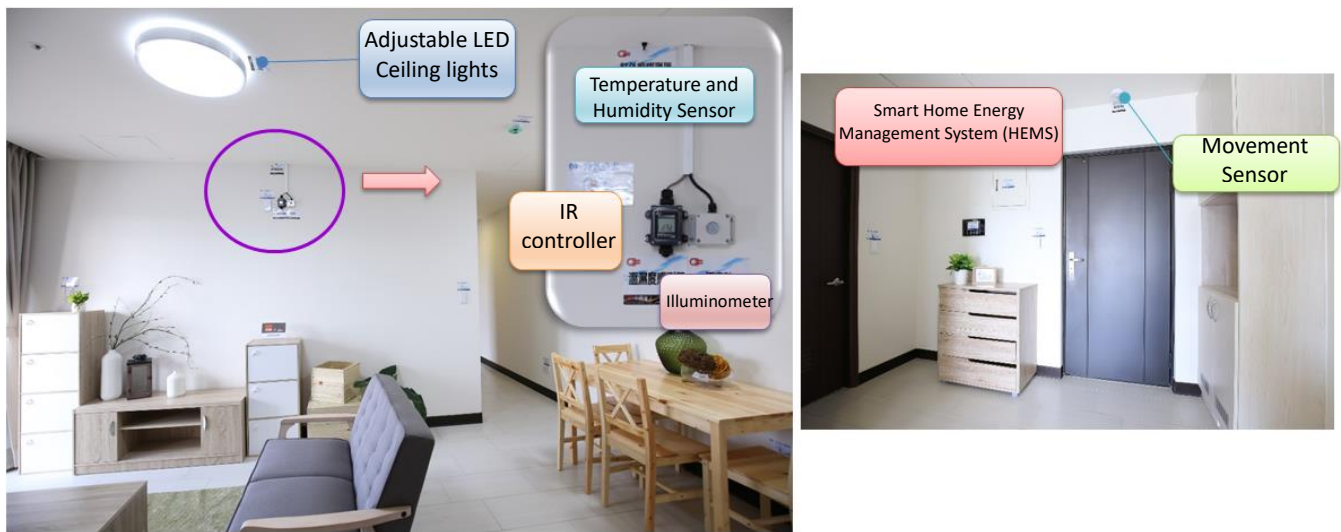 Adjustable LED
Ceiling lights
Temperature and
Humidity Sensor
IR
controller
Illuminometer
Smart Home Energy
Management System (HEMS)
Movement
Sensor